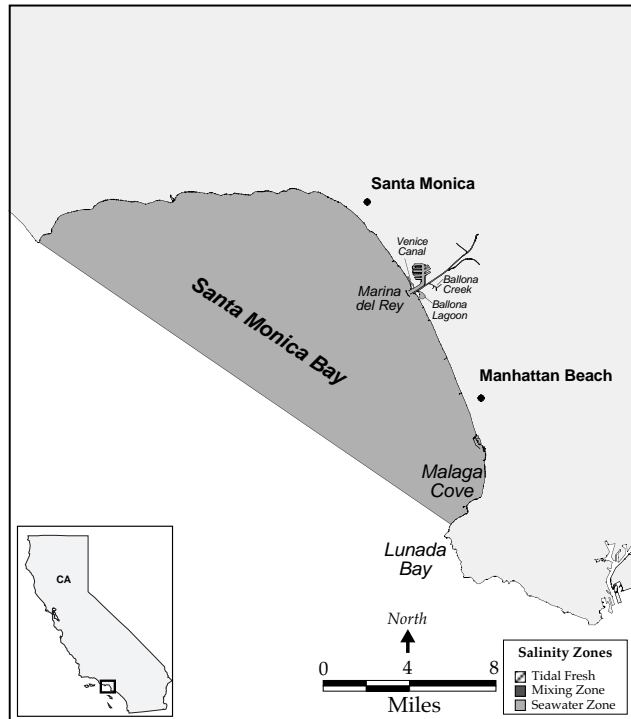 Santa Monica
Venice
Canal
Ballona
Creek
Marina
del Rey
Ballona
Lagoon
Santa Monica Bay
Manhattan Beach
Malaga
Cove
Lunada
Bay
CA
North
0 4 8
Miles
Salinity Zones
Tidal Fresh
Mixing Zone
Seawater Zone